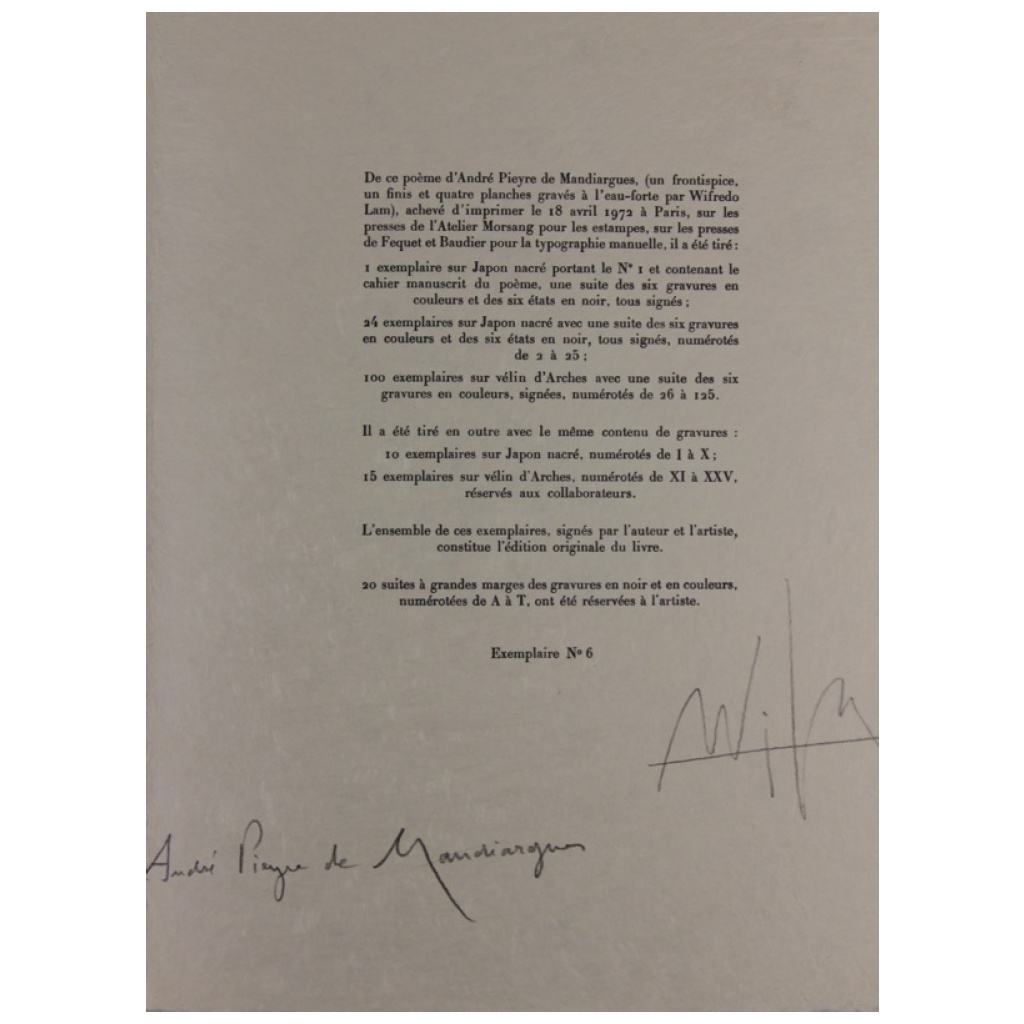 De ce poème d'André Pieyre de Mandiargues, (un frontispice,
un finis et quatre planches gravés à l'eau-forte par Wifredo
Lam), achevé d'imprimer le 18 avril 1972 à Paris, sur les
presses de l'Atelier Morsang pour les estampes, sur les presses
de Fequet et Baudier pour la typographie manuelle, il a été tiré :
1 exemplaire sur Japon nacré portant le N° 1 et contenant le
cahier manuscrit du poème, une suite des six gravures en
couleurs et des six états en noir, tous signés ;
24 exemplaires sur Japon nacré avec une suite des six gravures
en couleurs et des six états en noir, tous signés, numérotés
de 2 à 25 ;
100 exemplaires sur vélin d'Arches avec une suite des six
gravures en couleurs, signées, numérotés de 26 à 125.
Il a été tiré en outre avec le même contenu de gravures :
10 exemplaires sur Japon nacré, numérotés de I à X ;
15 exemplaires sur vélin d'Arches, numérotés de XI à XXV,
réservés aux collaborateurs.
L'ensemble de ces exemplaires, signés par l'auteur et l'artiste,
constitue l'édition originale du livre.
20 suites à grandes marges des gravures en noir et en couleurs,
numérotées de A à T, ont été réservées à l'artiste.
Exemplaire N° 6
André Pieyre de Mandiargues